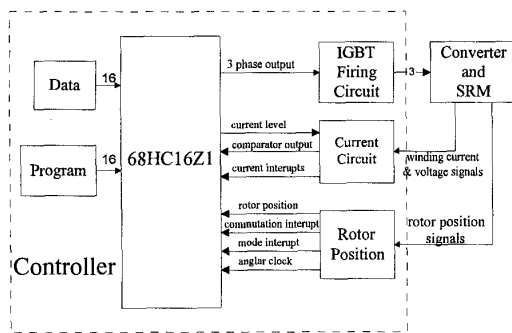 Data
16
Program
16
68HC16Z1
3 phase output
IGBT
Firing
Circuit
3
Converter
and
SRM
current level
comparator output
current interupts
Current
Circuit
winding current
& voltage signals
rotor position
commutation interupt
mode interupt
anglar clock
Rotor
Position
rotor position
signals
Controller